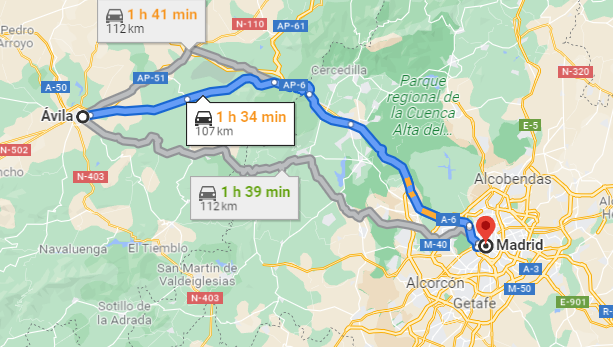 1 h 41 min
112 km
Pedro
Arroyo
N-110
AP-61
A-50
AP-51
AP-6
Cercedilla
Parque
regional de
la Cuenca
Alta del...
N-320
Ávila
1 h 34 min
107 km
E-5
N-502
N-403
1 h 39 min
112 km
Alcobendas
A-6
Madrid
M-40
Navaluenga
El Tiemblo
San Martín de
Valdeiglesias
N-403
Sotillo de
la Adrada
Alcorcón
Getafe
A-3
M-50
E-901
R-